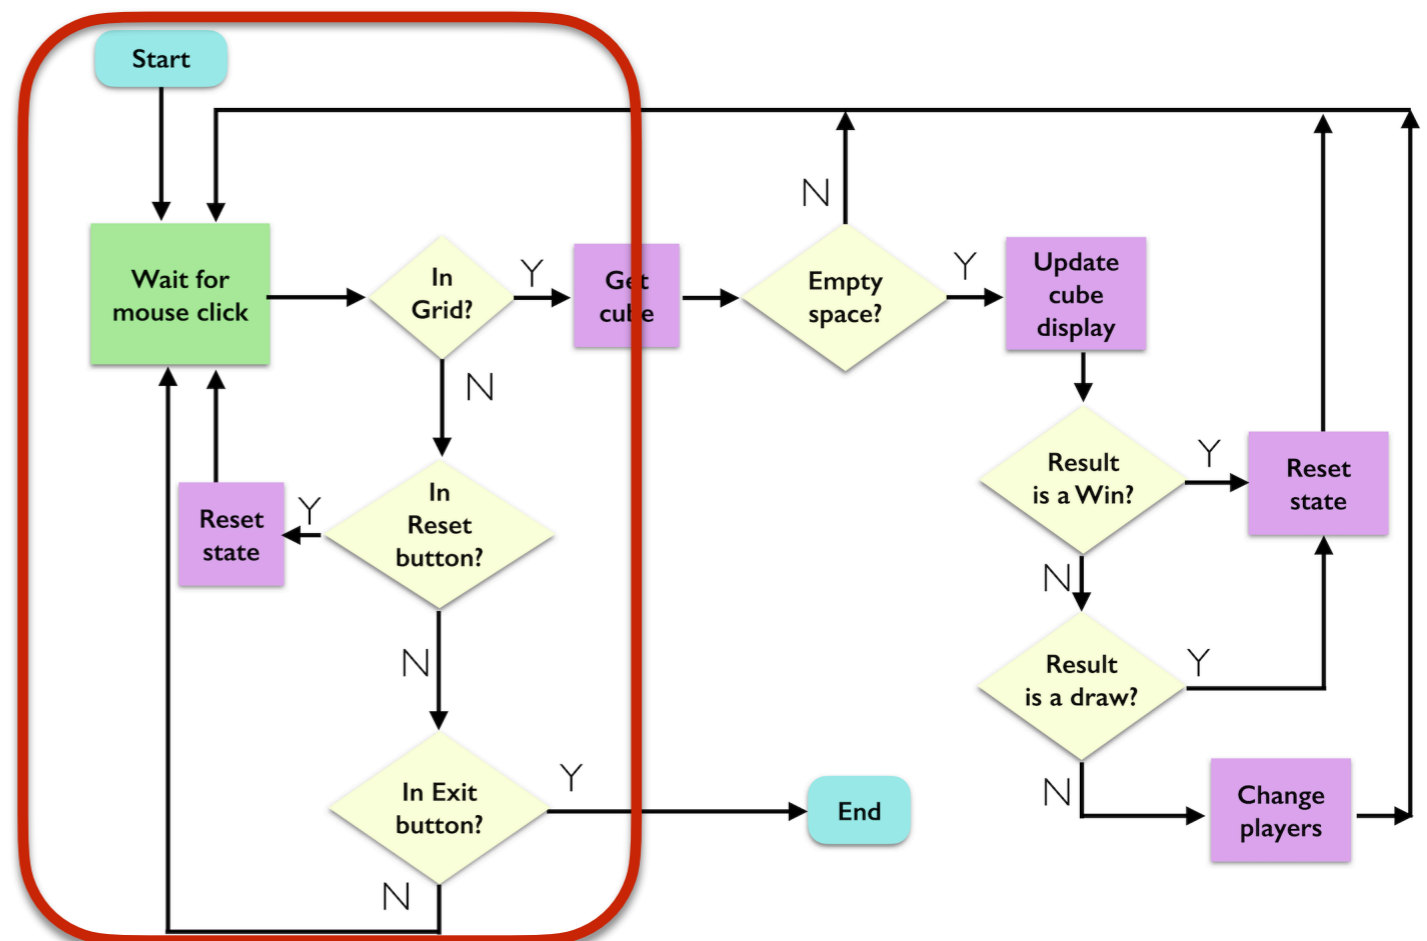 Start
Wait for
mouse click
In
Grid?
Y
Get
cube
N
Empty
space?
Y
Update
cube
display
N
In
Reset
button?
Y
Reset
state
N
In Exit
button?
Y
End
N
Result
is a Win?
Y
Reset
state
N
Result
is a draw?
Y
N
Change
players